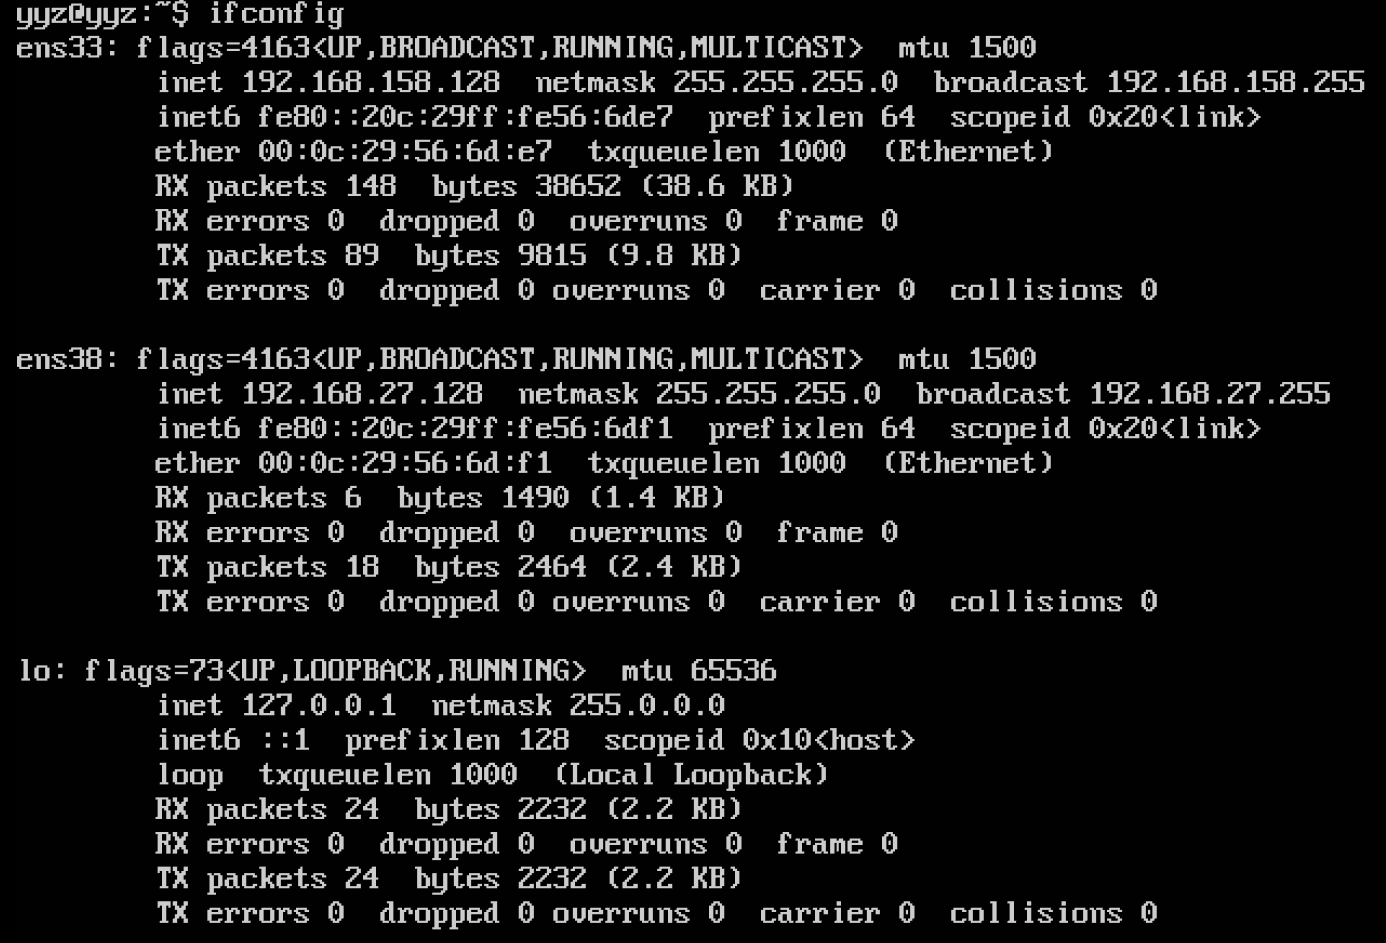 yyz@yyz:~$ ifconfig
ens33: flags=4163<UP,BROADCAST,RUNNING,MULTICAST>  mtu 1500
        inet 192.168.158.128  netmask 255.255.255.0  broadcast 192.168.158.255
        inet6 fe80::20c:29ff:fe56:6de7  prefixlen 64  scopeid 0x20<link>
        ether 00:0c:29:56:6d:e7  txqueuelen 1000  (Ethernet)
        RX packets 148  bytes 38652 (38.6 KB)
        RX errors 0  dropped 0  overruns 0  frame 0
        TX packets 89  bytes 9815 (9.8 KB)
        TX errors 0  dropped 0 overruns 0  carrier 0  collisions 0

ens38: flags=4163<UP,BROADCAST,RUNNING,MULTICAST>  mtu 1500
        inet 192.168.27.128  netmask 255.255.255.0  broadcast 192.168.27.255
        inet6 fe80::20c:29ff:fe56:6df1  prefixlen 64  scopeid 0x20<link>
        ether 00:0c:29:56:6d:f1  txqueuelen 1000  (Ethernet)
        RX packets 6  bytes 1490 (1.4 KB)
        RX errors 0  dropped 0  overruns 0  frame 0
        TX packets 18  bytes 2464 (2.4 KB)
        TX errors 0  dropped 0 overruns 0  carrier 0  collisions 0

lo: flags=73<UP,LOOPBACK,RUNNING>  mtu 65536
        inet 127.0.0.1  netmask 255.0.0.0
        inet6 ::1  prefixlen 128  scopeid 0x10<host>
        loop  txqueuelen 1000  (Local Loopback)
        RX packets 24  bytes 2232 (2.2 KB)
        RX errors 0  dropped 0  overruns 0  frame 0
        TX packets 24  bytes 2232 (2.2 KB)
        TX errors 0  dropped 0 overruns 0  carrier 0  collisions 0